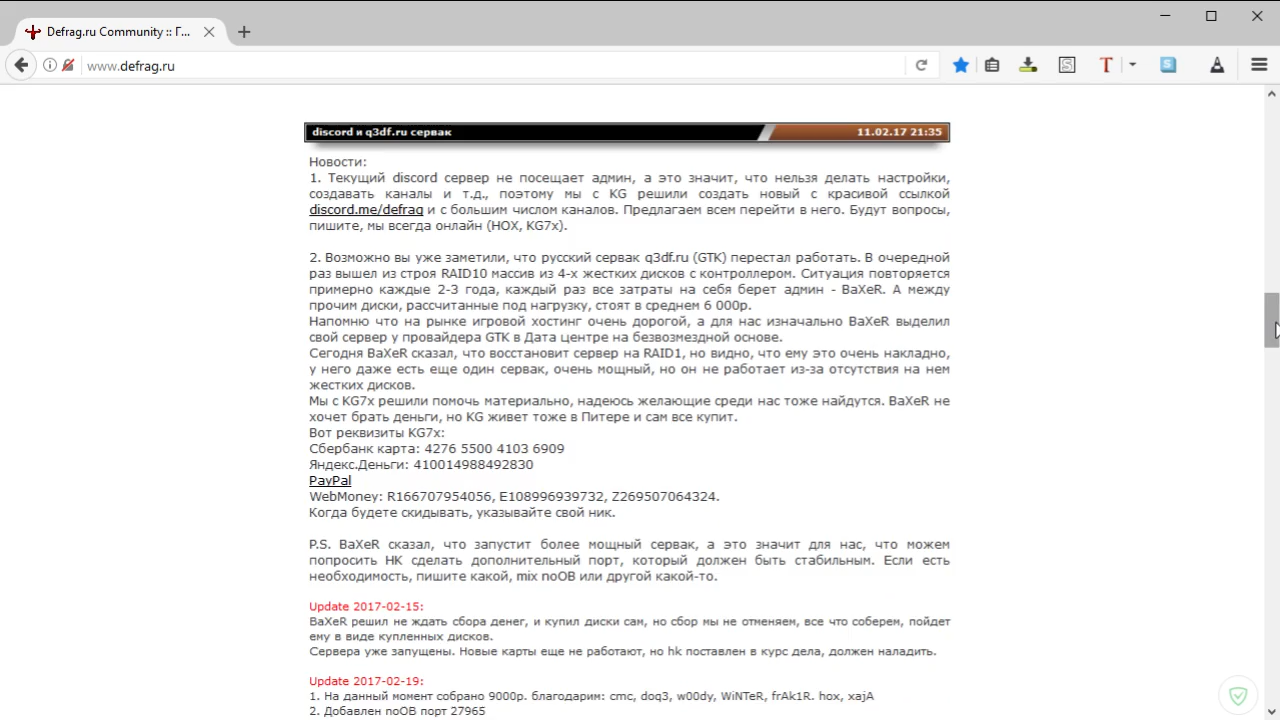 Defrag.ru Community :: Г...
www.defrag.ru
discord и q3df.ru сервак
11.02.17 21:35
Новости:
1. Текущий discord сервер не посещает админ, а это значит, что нельзя делать настройки,
создавать каналы и т.д., поэтому мы с KG решили создать новый с красивой ссылкой
discord.me/defrag и с большим числом каналов. Предлагаем всем перейти в него. Будут вопросы,
пишите, мы всегда онлайн (HOX, KG7x).
2. Возможно вы уже заметили, что русский сервак q3df.ru (GTK) перестал работать. В очередной
раз вышел из строя RAID10 массив из 4-х жестких дисков с контроллером. Ситуация повторяется
примерно каждые 2-3 года, каждый раз все затраты на себя берет админ - BaXeR. А между
прочим диски, рассчитанные под нагрузку, стоят в среднем 6 000р.
Напомню что на рынке игровой хостинг очень дорогой, а для нас изначально BaXeR выделил
свой сервер у провайдера GTK в Дата центре на безвозмездной основе.
Сегодня BaXeR сказал, что восстановит сервер на RAID1, но видно, что ему это очень накладно,
у него даже есть еще один сервак, очень мощный, но он не работает из-за отсутствия на нем
жестких дисков.
Мы с KG7x решили помочь материально, надеюсь желающие среди нас тоже найдутся. BaXeR не
хочет брать деньги, но KG живет тоже в Питере и сам все купит.
Вот реквизиты KG7x:
Сбербанк карта: 4276 5500 4103 6909
Яндекс.Деньги: 410014988492830
PayPal
WebMoney: R166707954056, E108996939732, Z269507064324.
Когда будете скидывать, указывайте свой ник.
P.S. BaXeR сказал, что запустит более мощный сервак, а это значит для нас, что можем
попросить НК сделать дополнительный порт, который должен быть стабильным. Если есть
необходимость, пишите какой, mix noOB или другой какой-то.
Update 2017-02-15:
BaXeR решил не ждать сбора денег, и купил диски сам, но сбор мы не отменяем, все что соберем, пойдет
ему в виде купленных дисков.
Сервера уже запущены. Новые карты еще не работают, но hk поставлен в курс дела, должен наладить.
Update 2017-02-19:
1. На данный момент собрано 9000р. благодарим: cmc, doq3, w00dy, WiNTeR, frAk1R. hox, xajA
2. Добавлен noOB порт 27965